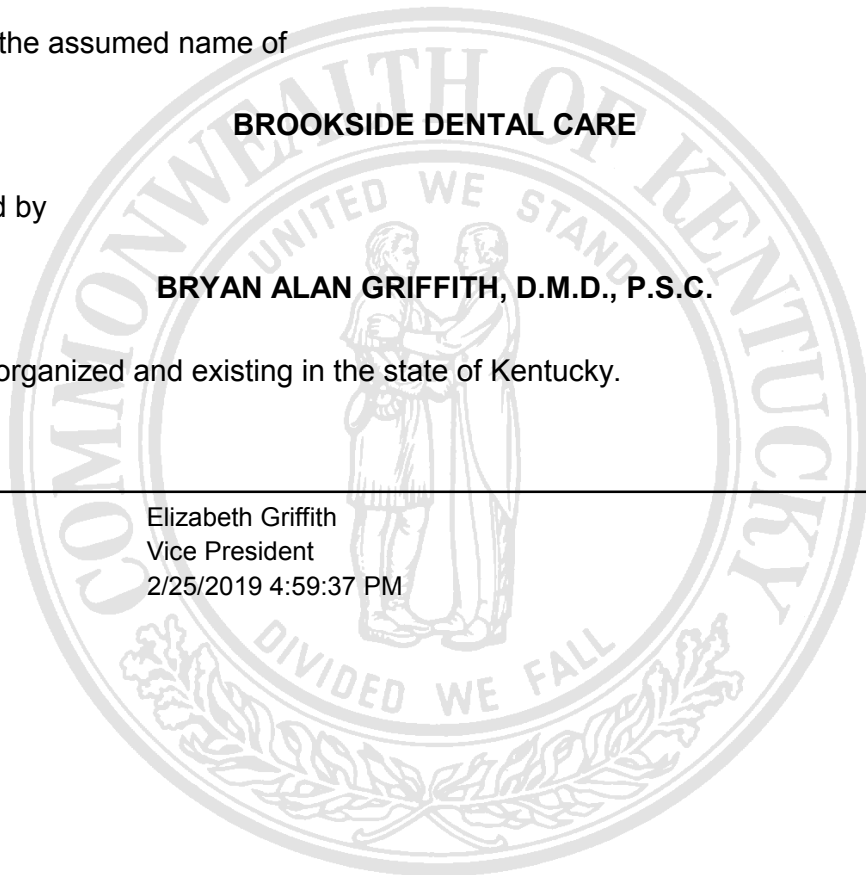 the assumed name of
BROOKSIDE DENTAL CARE
d by
BRYAN ALAN GRIFFITH, D.M.D., P.S.C.
organized and existing in the state of Kentucky.
Elizabeth Griffith
Vice President
2/25/2019 4:59:37 PM
COMMONWEALTH OF KENTUCKY
UNITED WE STAND
DIVIDED WE FALL